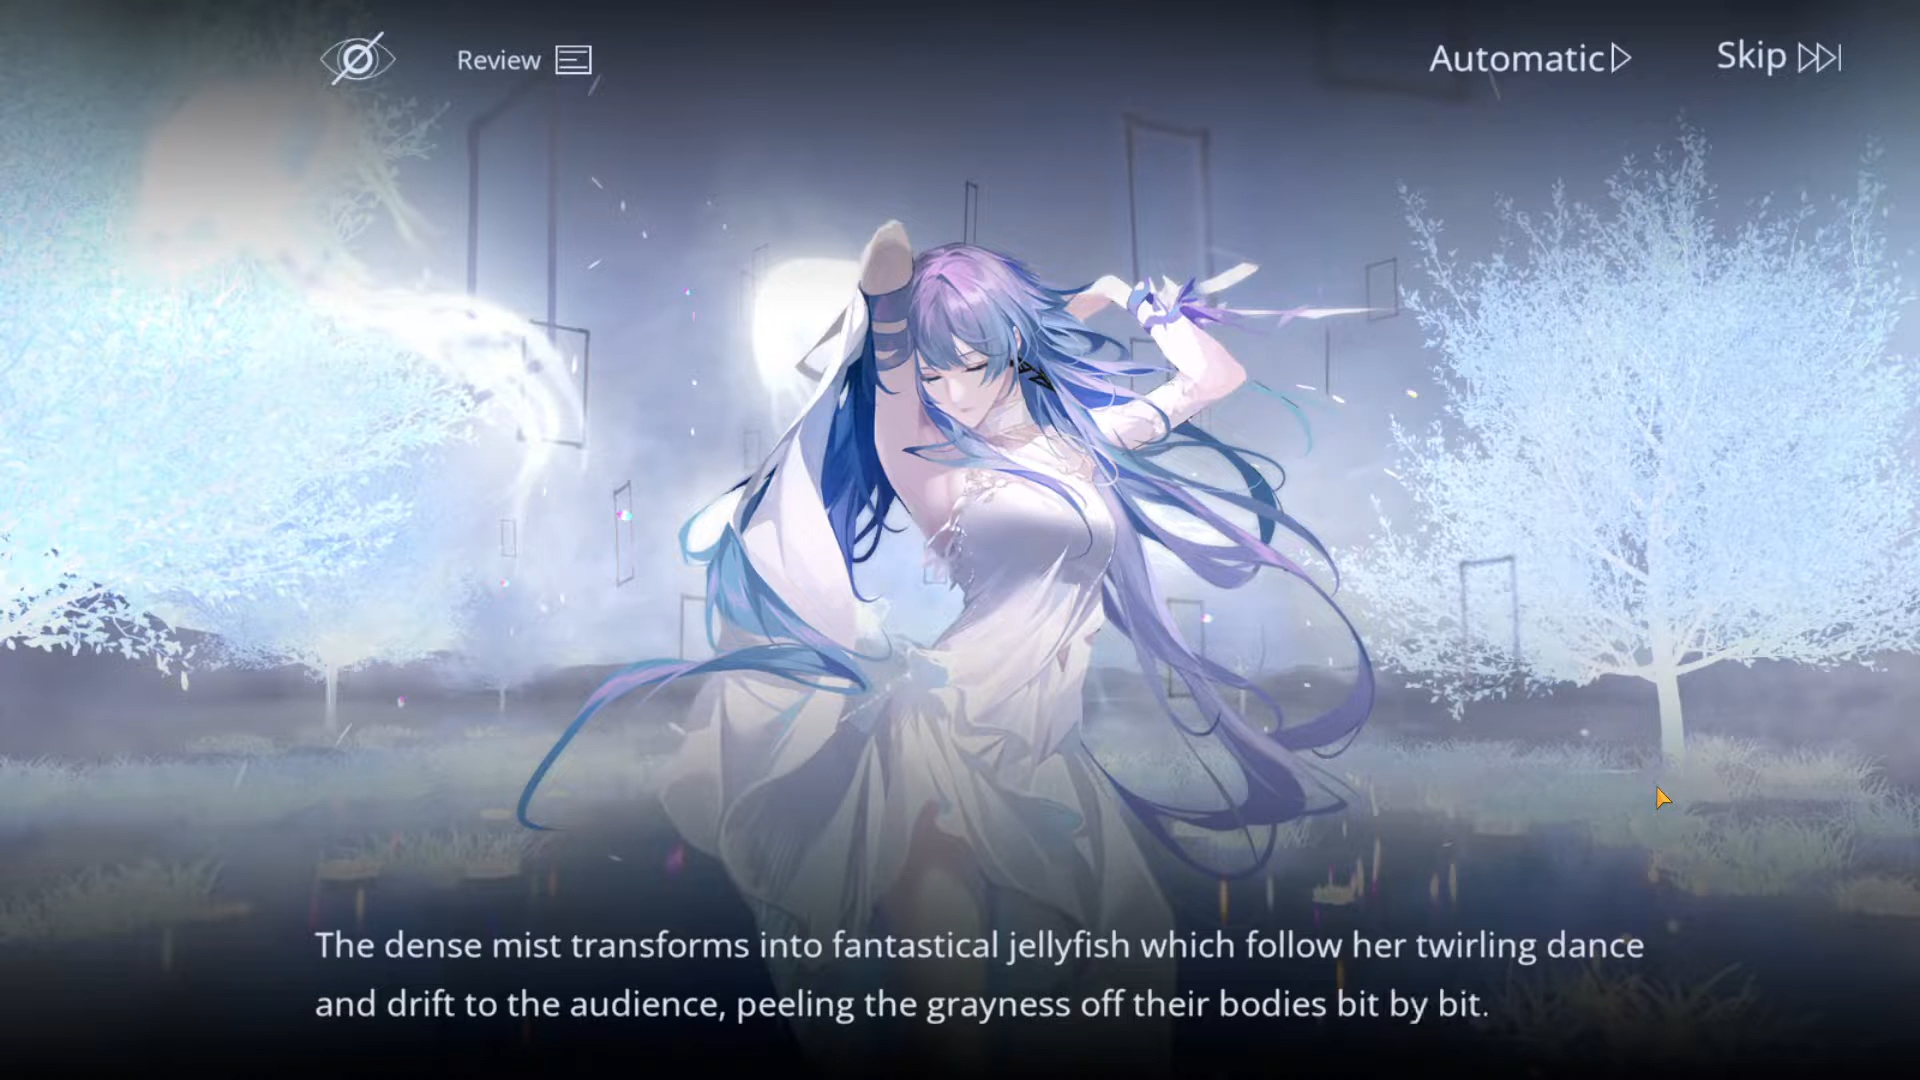 Review
Automatic
Skip
The dense mist transforms into fantastical jellyfish which follow her twirling dance
and drift to the audience, peeling the grayness off their bodies bit by bit.